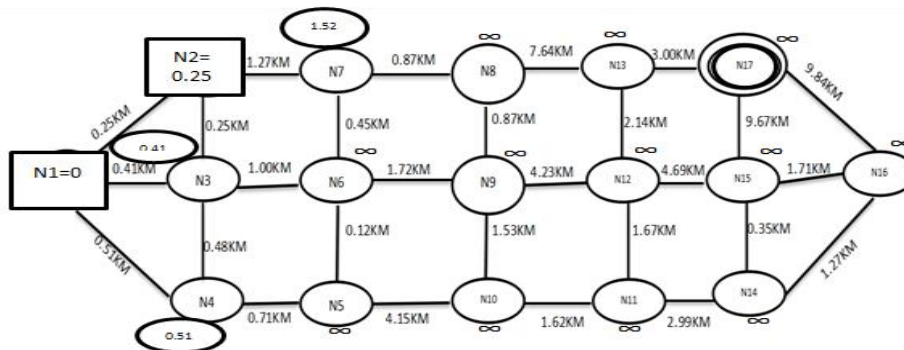 1.52
∞
∞
∞
N2=
0.25
1.27KM
N7
0.87KM
N8
7.64KM
N13
3.00KM
N17
9.84KM
0.25KM
0.25KM
0.45KM
0.87KM
2.14KM
9.67KM
0.41
∞
∞
∞
∞
∞
N1=0
0.41KM
N3
1.00KM
N6
1.72KM
N9
4.23KM
N12
4.69KM
N15
1.71KM
N16
0.51KM
0.48KM
0.12KM
1.53KM
1.67KM
0.35KM
1.27KM
N4
0.71KM
N5
4.15KM
N10
1.62KM
N11
2.99KM
N14
0.51
∞
∞
∞
∞